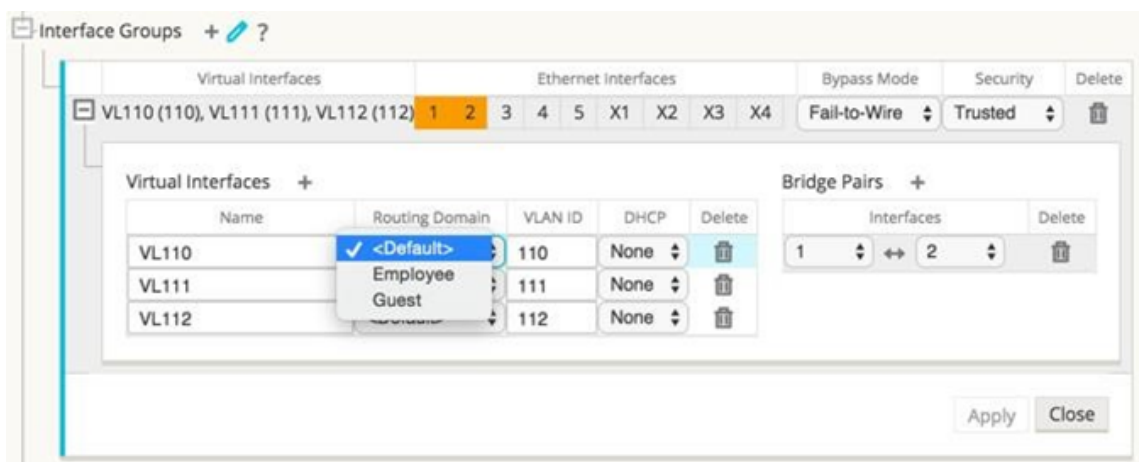 Interface Groups + ?
Virtual Interfaces Ethernet Interfaces Bypass Mode Security Delete
VL110 (110), VL111 (111), VL112 (112) 1 2 3 4 5 X1 X2 X3 X4 Fail-to-Wire Trusted
Virtual Interfaces +
Name Routing Domain VLAN ID DHCP Delete
VL110 <Default> 110 None
Employee
VL111 111 None
Guest
VL112 <Default> 112 None
Bridge Pairs +
Interfaces Delete
1 ↔ 2
Apply Close